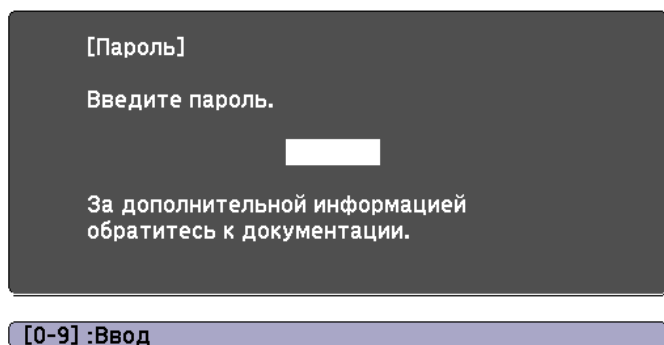 [Пароль]
Введите пароль.
За дополнительной информацией
обратитесь к документации.
[0-9] :Ввод